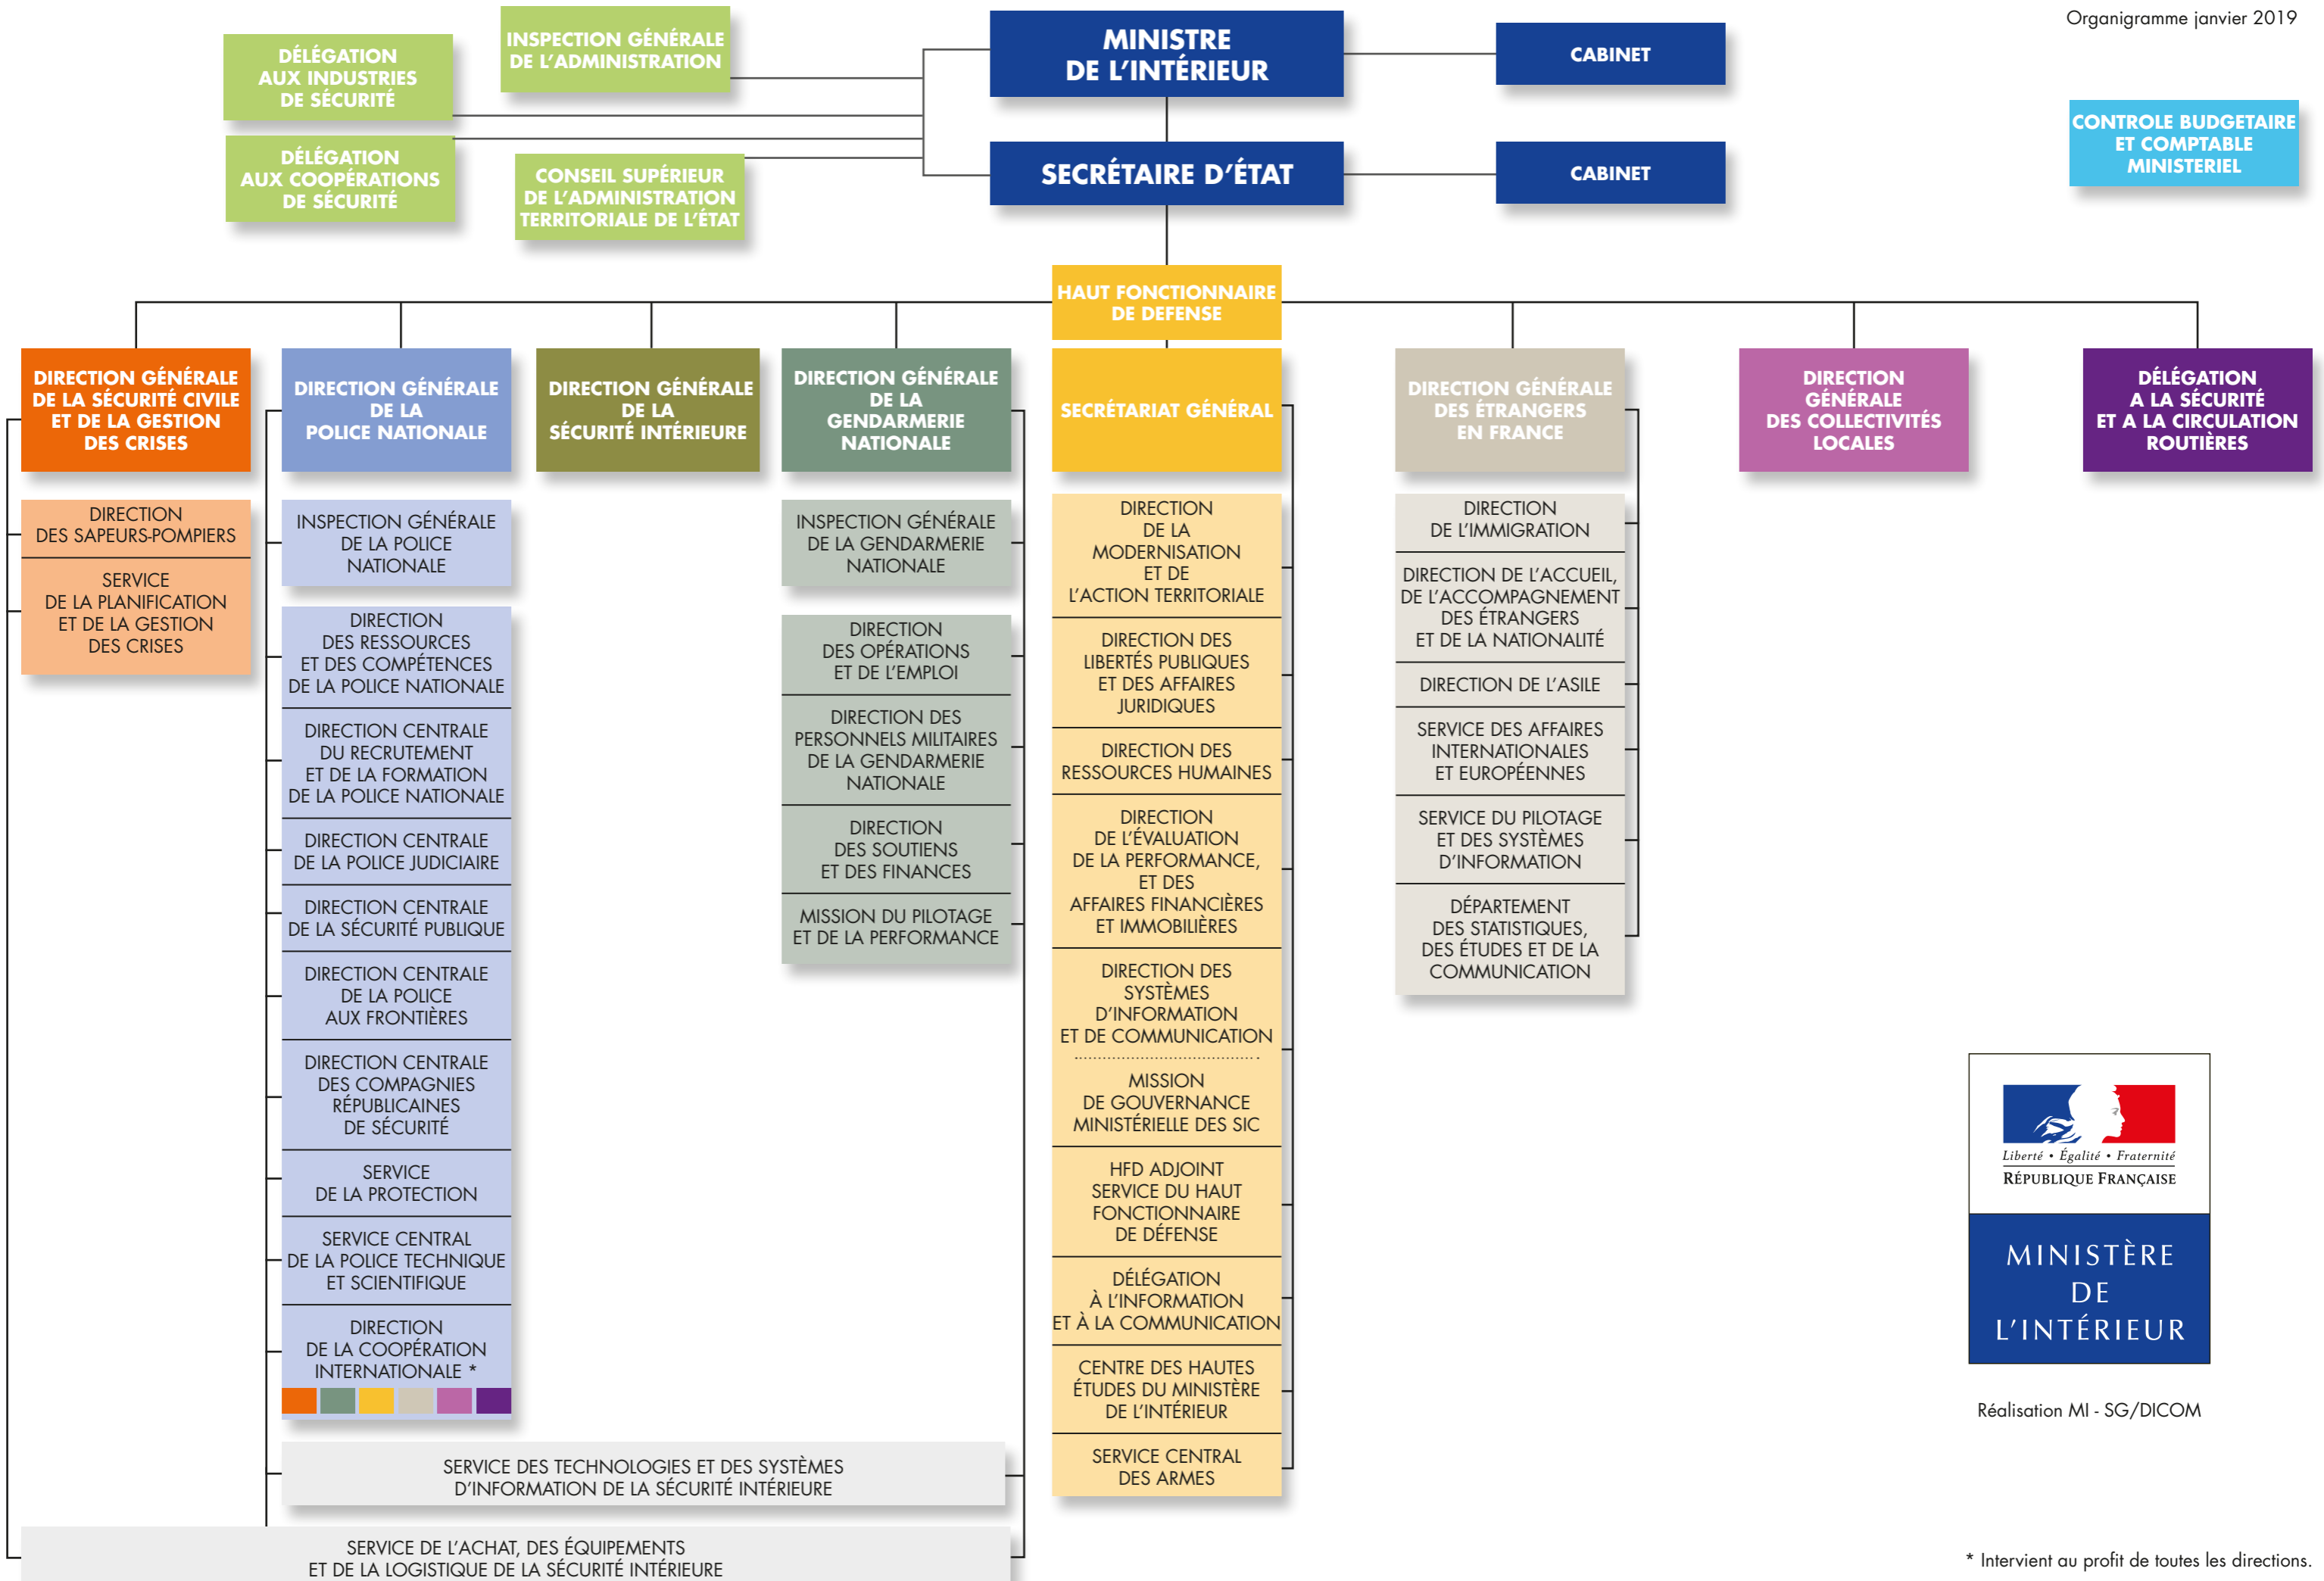 Organigramme janvier 2019
DÉLÉGATION
AUX INDUSTRIES
DE SÉCURITÉ
INSPECTION GÉNÉRALE
DE L'ADMINISTRATION
MINISTRE
DE L'INTÉRIEUR
CABINET
CONTROLE BUDGETAIRE
ET COMPTABLE
MINISTERIEL
DÉLÉGATION
AUX COOPÉRATIONS
DE SÉCURITÉ
CONSEIL SUPÉRIEUR
DE L'ADMINISTRATION
TERRITORIALE DE L'ÉTAT
SECRÉTAIRE D'ÉTAT
CABINET
HAUT FONCTIONNAIRE
DE DEFENSE
DIRECTION GÉNÉRALE
DE LA SÉCURITÉ CIVILE
ET DE LA GESTION
DES CRISES
DIRECTION
DES SAPEURS-POMPIERS
SERVICE
DE LA PLANIFICATION
ET DE LA GESTION
DES CRISES
DIRECTION GÉNÉRALE
DE LA
POLICE NATIONALE
INSPECTION GÉNÉRALE
DE LA POLICE
NATIONALE
DIRECTION
DES RESSOURCES
ET DES COMPÉTENCES
DE LA POLICE NATIONALE
DIRECTION CENTRALE
DU RECRUTEMENT
ET DE LA FORMATION
DE LA POLICE NATIONALE
DIRECTION CENTRALE
DE LA POLICE JUDICIAIRE
DIRECTION CENTRALE
DE LA SÉCURITÉ PUBLIQUE
DIRECTION CENTRALE
DE LA POLICE
AUX FRONTIÈRES
DIRECTION CENTRALE
DES COMPAGNIES
RÉPUBLICAINES
DE SÉCURITÉ
SERVICE
DE LA PROTECTION
SERVICE CENTRAL
DE LA POLICE TECHNIQUE
ET SCIENTIFIQUE
DIRECTION
DE LA COOPÉRATION
INTERNATIONALE *
DIRECTION GÉNÉRALE
DE LA
SÉCURITÉ INTÉRIEURE
DIRECTION GÉNÉRALE
DE LA
GENDARMERIE
NATIONALE
INSPECTION GÉNÉRALE
DE LA GENDARMERIE
NATIONALE
DIRECTION
DES OPÉRATIONS
ET DE L'EMPLOI
DIRECTION DES
PERSONNELS MILITAIRES
DE LA GENDARMERIE
NATIONALE
DIRECTION
DES SOUTIENS
ET DES FINANCES
MISSION DU PILOTAGE
ET DE LA PERFORMANCE
SERVICE DES TECHNOLOGIES ET DES SYSTÈMES
D'INFORMATION DE LA SÉCURITÉ INTÉRIEURE
SERVICE DE L'ACHAT, DES ÉQUIPEMENTS
ET DE LA LOGISTIQUE DE LA SÉCURITÉ INTÉRIEURE
SECRÉTARIAT GÉNÉRAL
DIRECTION
DE LA
MODERNISATION
ET DE
L'ACTION TERRITORIALE
DIRECTION DES
LIBERTÉS PUBLIQUES
ET DES AFFAIRES
JURIDIQUES
DIRECTION DES
RESSOURCES HUMAINES
DIRECTION
DE L'ÉVALUATION
DE LA PERFORMANCE,
ET DES
AFFAIRES FINANCIÈRES
ET IMMOBILIÈRES
DIRECTION DES
SYSTÈMES
D'INFORMATION
ET DE COMMUNICATION
MISSION
DE GOUVERNANCE
MINISTÉRIELLE DES SIC
HFD ADJOINT
SERVICE DU HAUT
FONCTIONNAIRE
DE DÉFENSE
DÉLÉGATION
À L'INFORMATION
ET À LA COMMUNICATION
CENTRE DES HAUTES
ÉTUDES DU MINISTÈRE
DE L'INTÉRIEUR
SERVICE CENTRAL
DES ARMES
DIRECTION GÉNÉRALE
DES ÉTRANGERS
EN FRANCE
DIRECTION
DE L'IMMIGRATION
DIRECTION DE L'ACCUEIL,
DE L'ACCOMPAGNEMENT
DES ÉTRANGERS
ET DE LA NATIONALITÉ
DIRECTION DE L'ASILE
SERVICE DES AFFAIRES
INTERNATIONALES
ET EUROPÉENNES
SERVICE DU PILOTAGE
ET DES SYSTÈMES
D'INFORMATION
DÉPARTEMENT
DES STATISTIQUES,
DES ÉTUDES ET DE LA
COMMUNICATION
DIRECTION
GÉNÉRALE
DES COLLECTIVITÉS
LOCALES
DÉLÉGATION
A LA SÉCURITÉ
ET A LA CIRCULATION
ROUTIÈRES
Liberté • Égalité • Fraternité
RÉPUBLIQUE FRANÇAISE
MINISTÈRE
DE
L'INTÉRIEUR
Réalisation MI - SG/DICOM
* Intervient au profit de toutes les directions.